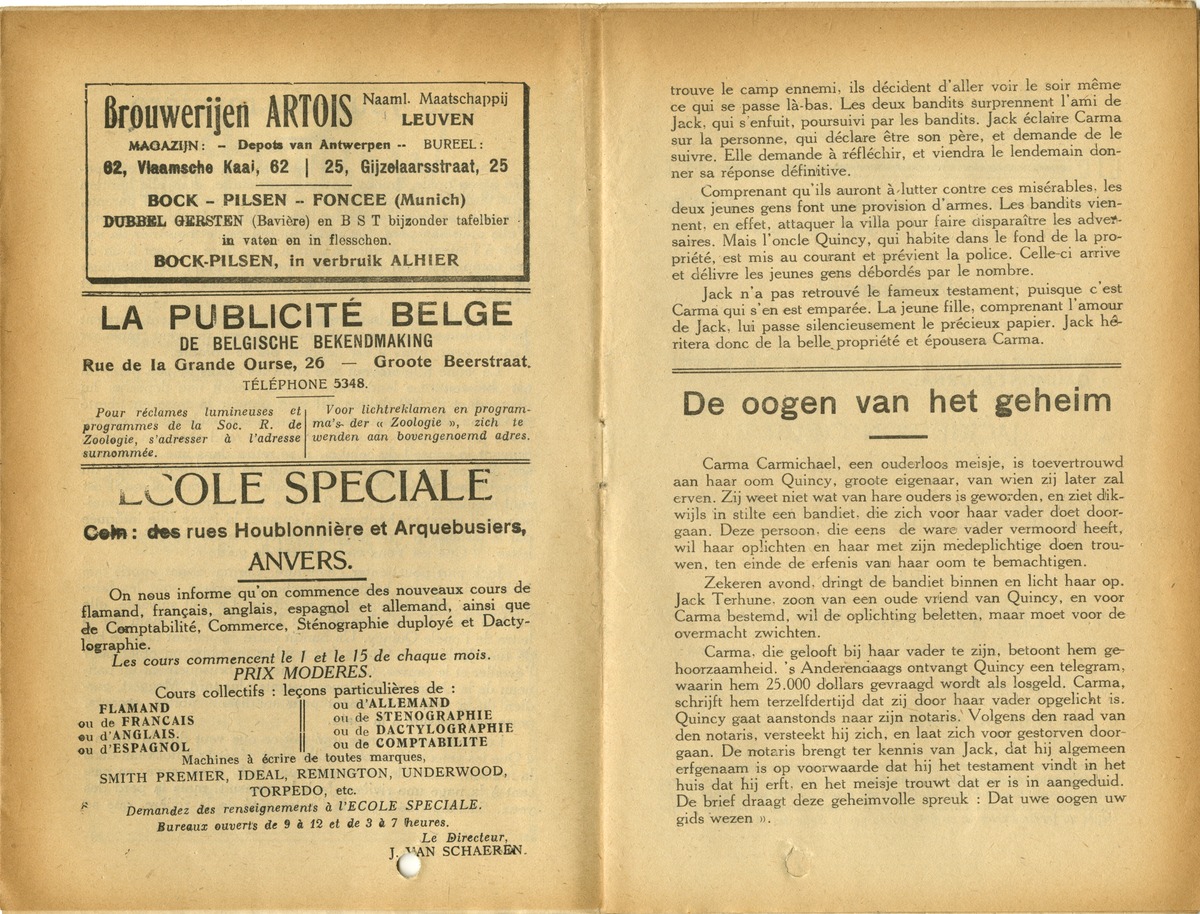 Brouwerijen ARTOIS Naaml. Maatschappij
LEUVEN
MAGAZIJN: – Depots van Antwerpen -- BUREEL:
62, Vlaamsche Kaai, 62 | 25, Gijzelaarsstraat, 25
BOCK – PILSEN -- FONCEE (Munich)
DUBBEL GERSTEN (Bavière) en B S T bijzonder tafelbier
in vaten en in flesschen.
BOCK-PILSEN, in verbruik ALHIER
LA PUBLICITÉ BELGE
DE BELGISCHE BEKENDMAKING
Rue de la Grande Ourse, 26 — Groote Beerstraat.
TÉLÉPHONE 5348.
Pour réclames lumineuses et
programmes de la Soc. R. de
Zoologie, s'adresser à l'adresse
surnommée.
Voor lichtreklamen en program-
ma's der « Zoologie », zich te
wenden aan bovengenoemd adres.
ECOLE SPECIALE
Coin : des rues Houblonnière et Arquebusiers,
ANVERS.
On nous informe qu'on commence des nouveaux cours de
flamand, français, anglais, espagnol et allemand, ainsi que
de Comptabilité, Commerce, Sténographie duployé et Dacty-
lographie.
Les cours commencent le 1 et le 15 de chaque mois.
PRIX MODERES.
Cours collectifs : leçons particulières de :
FLAMAND
ou de FRANCAIS
ou d'ANGLAIS.
ou d'ESPAGNOL
ou d'ALLEMAND
ou de STENOGRAPHIE
ou de DACTYLOGRAPHIE
ou de COMPTABILITE
Machines à écrire de toutes marques,
SMITH PREMIER, IDEAL, REMINGTON, UNDERWOOD,
TORPEDO, etc.
Demandez des renseignements à l'ECOLE SPECIALE.
Bureaux ouverts de 9 à 12 et de 3 à 7 heures.
Le Directeur,
J. VAN SCHAEREN.
trouve le camp ennemi, ils décident d'aller voir le soir même
ce qui se passe là-bas. Les deux bandits surprennent l'ami de
Jack, qui s'enfuit, poursuivi par les bandits. Jack éclaire Carma
sur la personne, qui déclare être son père, et demande de le
suivre. Elle demande à réfléchir, et viendra le lendemain don-
ner sa réponse définitive.
Comprenant qu'ils auront à lutter contre ces misérables, les
deux jeunes gens font une provision d'armes. Les bandits vien-
nent, en effet, attaquer la villa pour faire disparaître les adver-
saires. Mais l'oncle Quincy, qui habite dans le fond de la pro-
priété, est mis au courant et prévient la police. Celle-ci arrive
et délivre les jeunes gens débordés par le nombre.
Jack n'a pas retrouvé le fameux testament, puisque c'est
Carma qui s'en est emparée. La jeune fille, comprenant l'amour
de Jack, lui passe silencieusement le précieux papier. Jack hê-
ritera donc de la belle propriété et épousera Carma.
De oogen van het geheim
Carma Carmichael, een ouderloos meisje, is toevertrouwd
aan haar oom Quincy, groote eigenaar, van wien zij later zal
erven. Zij weet niet wat van hare ouders is geworden, en ziet dik-
wijls in stilte een bandiet, die zich voor haar vader doet door-
gaan. Deze persoon, die eens de ware vader vermoord heeft,
wil haar oplichten en haar met zijn medeplichtige doen trou-
wen, ten einde de erfenis van haar oom te bemachtigen.
Zekeren avond, dringt de bandiet binnen en licht haar op.
Jack Terhune, zoon van een oude vriend van Quincy, en voor
Carma bestemd, wil de oplichting beletten, maar moet voor de
overmacht zwichten.
Carma, die gelooft bij haar vader te zijn, betoont hem ge-
hoorzaamheid. 's Anderendaags ontvangt Quincy een telegram,
waarin hem 25.000 dollars gevraagd wordt als losgeld. Carma,
schrijft hem terzelfdertijd dat zij door haar vader opgelicht is.
Quincy gaat aanstonds naar zijn notaris. Volgens den raad van
den notaris, versteekt hij zich, en laat zich voor gestorven door-
gaan. De notaris brengt ter kennis van Jack, dat hij algemeen
erfgenaam is op voorwaarde dat hij het testament vindt in het
huis dat hij erft, en het meisje trouwt dat er is in aangeduid.
De brief draagt deze geheimvolle spreuk : Dat uwe oogen uw
gids wezen ».